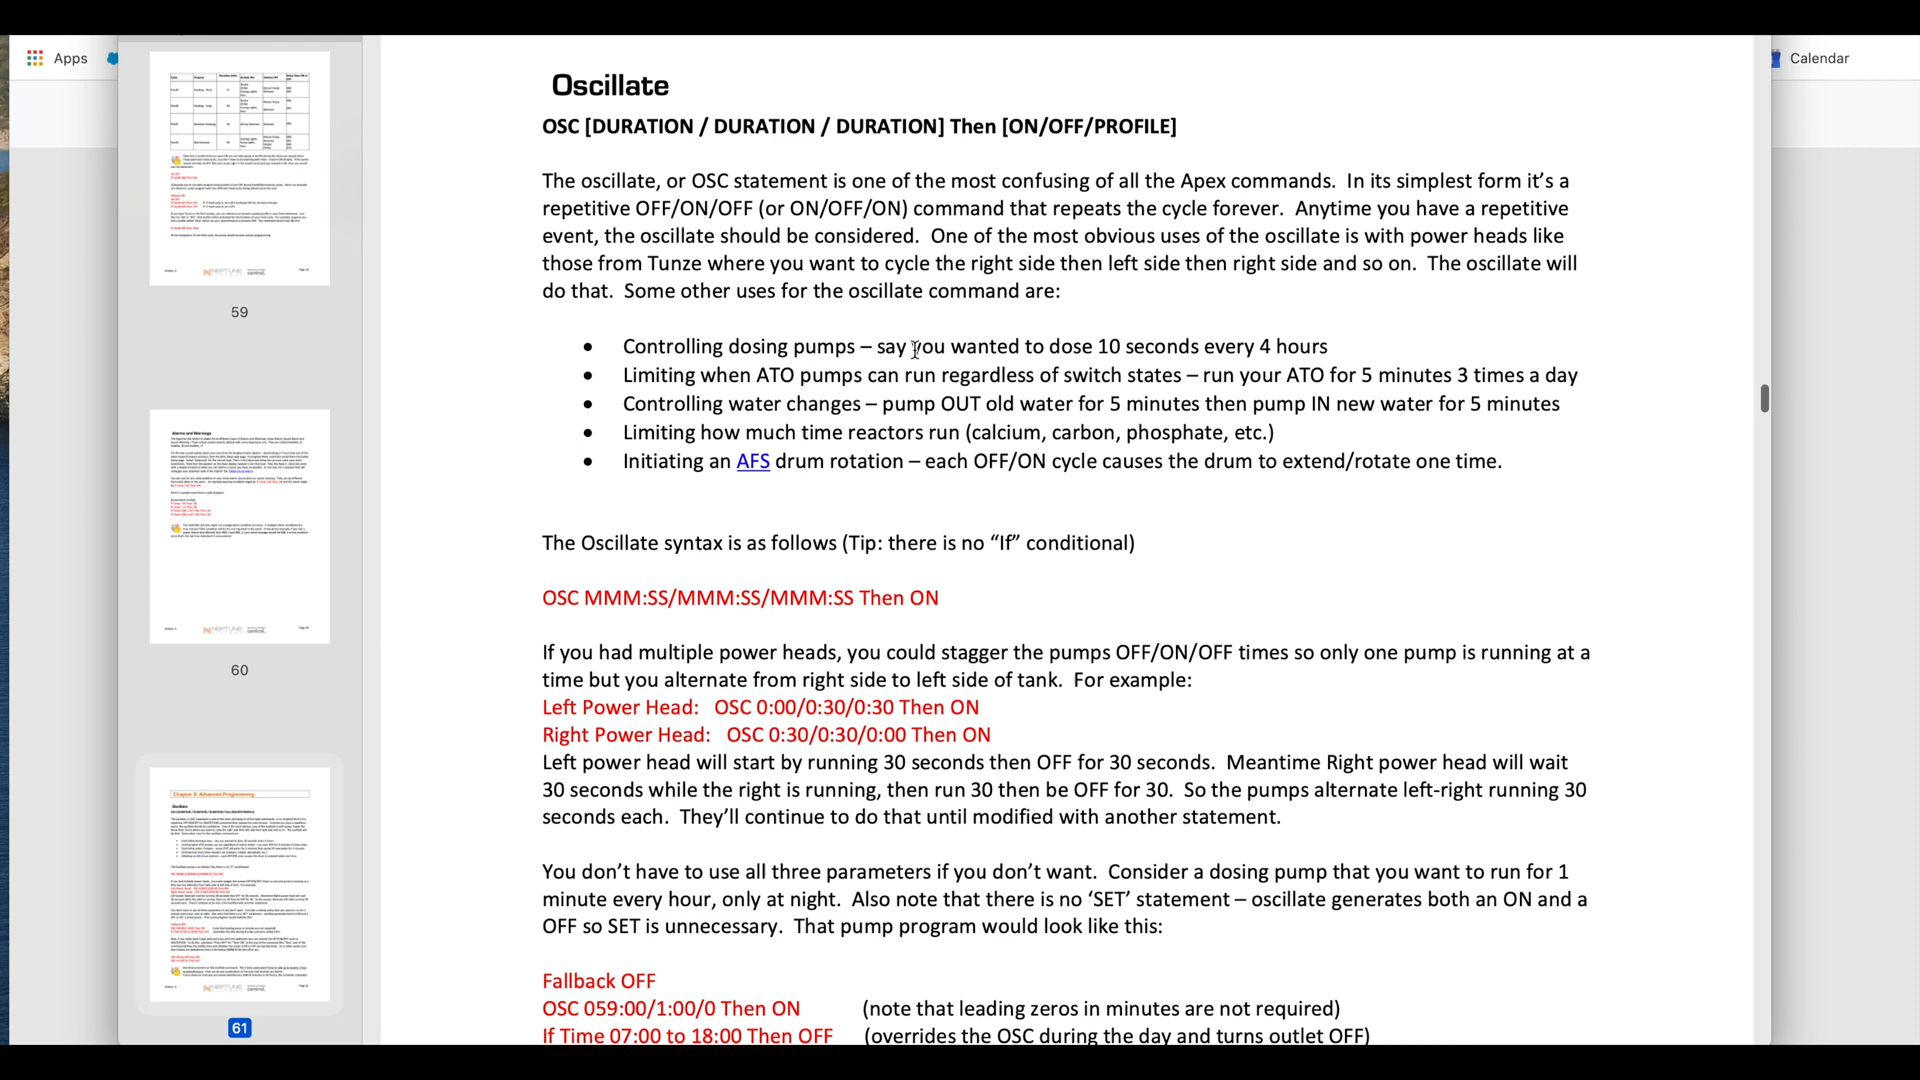 Apps
Calendar
59
60
Chapter 6: Advanced Programming
61
Oscillate
OSC [DURATION / DURATION / DURATION] Then [ON/OFF/PROFILE]
The oscillate, or OSC statement is one of the most confusing of all the Apex commands.  In its simplest form it’s a
repetitive OFF/ON/OFF (or ON/OFF/ON) command that repeats the cycle forever.  Anytime you have a repetitive
event, the oscillate should be considered.  One of the most obvious uses of the oscillate is with power heads like
those from Tunze where you want to cycle the right side then left side then right side and so on.  The oscillate will
do that.  Some other uses for the oscillate command are:
• Controlling dosing pumps – say you wanted to dose 10 seconds every 4 hours
• Limiting when ATO pumps can run regardless of switch states – run your ATO for 5 minutes 3 times a day
• Controlling water changes – pump OUT old water for 5 minutes then pump IN new water for 5 minutes
• Limiting how much time reactors run (calcium, carbon, phosphate, etc.)
• Initiating an AFS drum rotation – each OFF/ON cycle causes the drum to extend/rotate one time.
The Oscillate syntax is as follows (Tip: there is no “If” conditional)
OSC MMM:SS/MMM:SS/MMM:SS Then ON
If you had multiple power heads, you could stagger the pumps OFF/ON/OFF times so only one pump is running at a
time but you alternate from right side to left side of tank.  For example:
Left Power Head:   OSC 0:00/0:30/0:30 Then ON
Right Power Head:   OSC 0:30/0:30/0:00 Then ON
Left power head will start by running 30 seconds then OFF for 30 seconds.  Meantime Right power head will wait
30 seconds while the right is running, then run 30 then be OFF for 30.  So the pumps alternate left-right running 30
seconds each.  They’ll continue to do that until modified with another statement.
You don’t have to use all three parameters if you don’t want.  Consider a dosing pump that you want to run for 1
minute every hour, only at night.  Also note that there is no ‘SET’ statement – oscillate generates both an ON and a
OFF so SET is unnecessary.  That pump program would look like this:
Fallback OFF
OSC 059:00/1:00/0 Then ON (note that leading zeros in minutes are not required)
If Time 07:00 to 18:00 Then OFF (overrides the OSC during the day and turns outlet OFF)